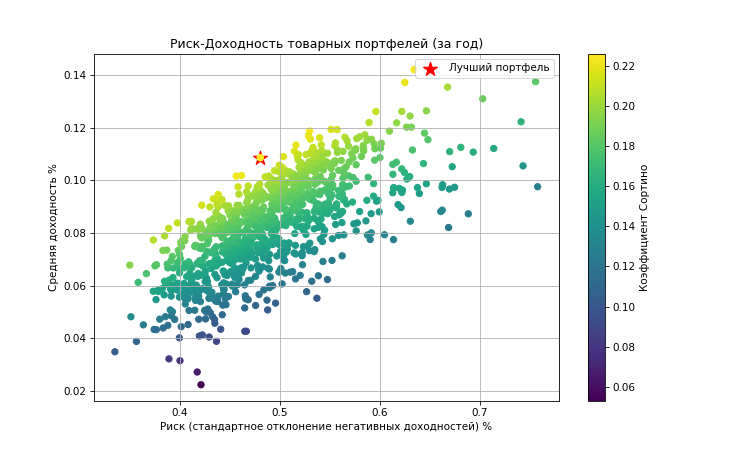 Риск-Доходность товарных портфелей (за год)
Лучший портфель
Средняя доходность %
0.14
0.12
0.10
0.08
0.06
0.04
0.02
0.4 0.5 0.6 0.7
Риск (стандартное отклонение негативных доходностей) %
0.22
0.20
0.18
0.16
0.14
0.12
0.10
0.08
0.06
Коэффициент Сортино